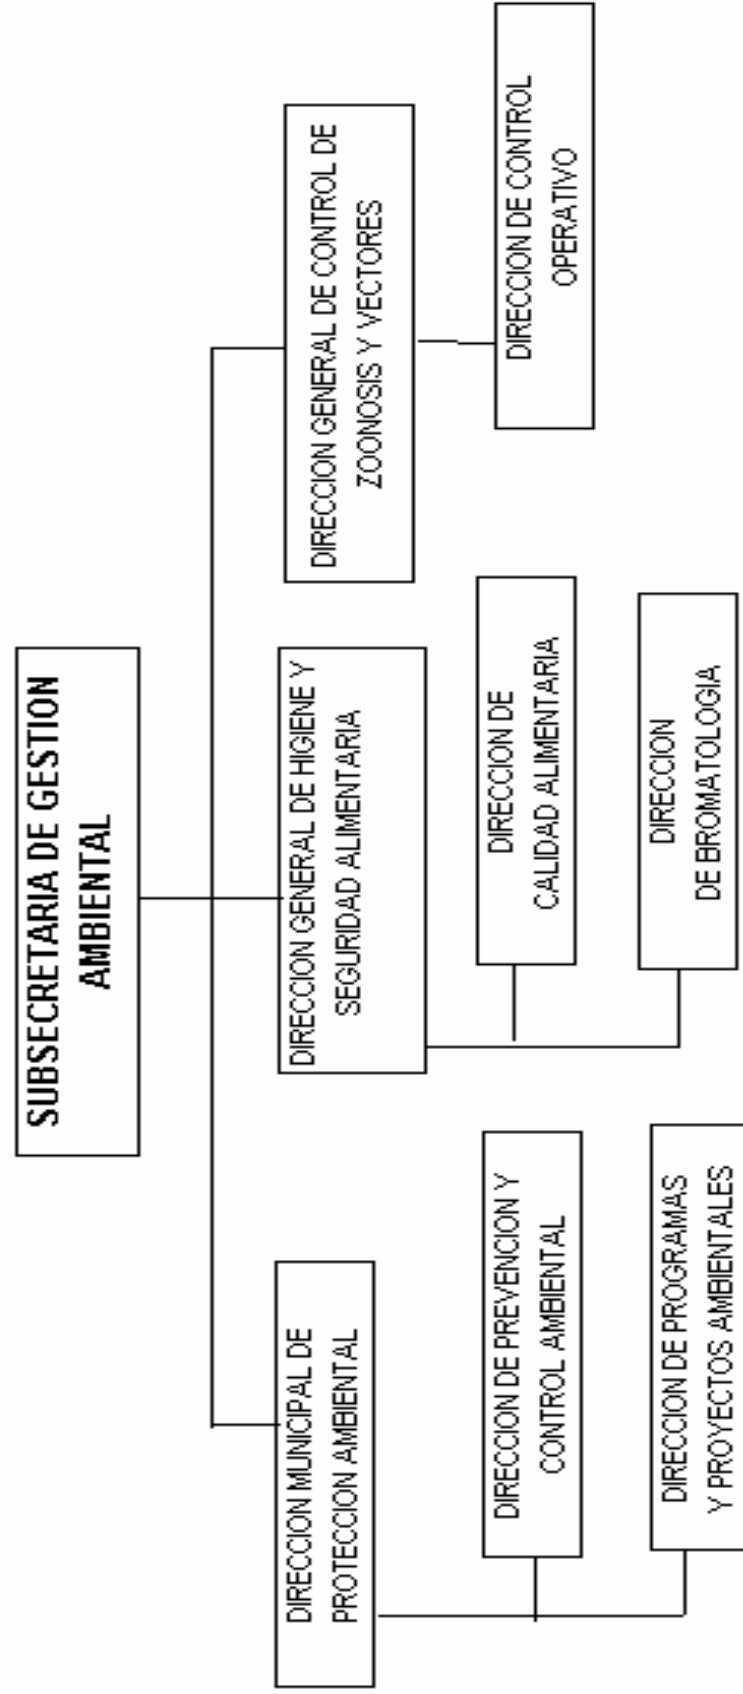 SUBSECRETARIA DE GESTION
AMBIENTAL
DIRECCION MUNICIPAL DE
PROTECCION AMBIENTAL
DIRECCION DE PREVENCION Y
CONTROL AMBIENTAL
DIRECCION DE PROGRAMAS
Y PROYECTOS AMBIENTALES
DIRECCION GENERAL DE HIGIENE Y
SEGURIDAD ALIMENTARIA
DIRECCION DE
CALIDAD ALIMENTARIA
DIRECCION
DE BROMATOLOGIA
DIRECCION GENERAL DE CONTROL DE
ZOONOSIS Y VECTORES
DIRECCION DE CONTROL
OPERATIVO